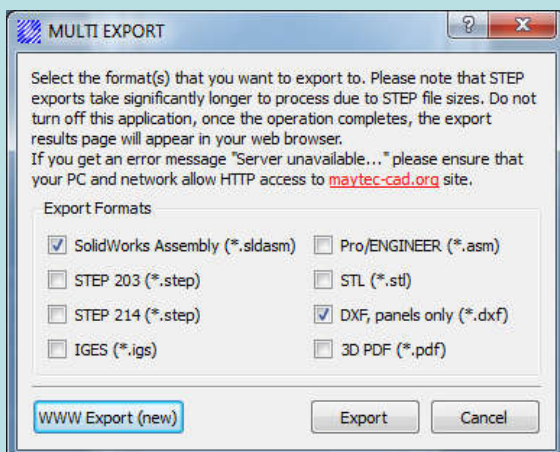 MULTI EXPORT
Select the format(s) that you want to export to. Please note that STEP
exports take significantly longer to process due to STEP file sizes. Do not
turn off this application, once the operation completes, the export
results page will appear in your web browser.
If you get an error message "Server unavailable..." please ensure that
your PC and network allow HTTP access to maytec-cad.org site.
Export Formats
SolidWorks Assembly (*.sldasm)
Pro/ENGINEER (*.asm)
STEP 203 (*.step)
STL (*.stl)
STEP 214 (*.step)
DXF, panels only (*.dxf)
IGES (*.igs)
3D PDF (*.pdf)
WWW Export (new)
Export
Cancel